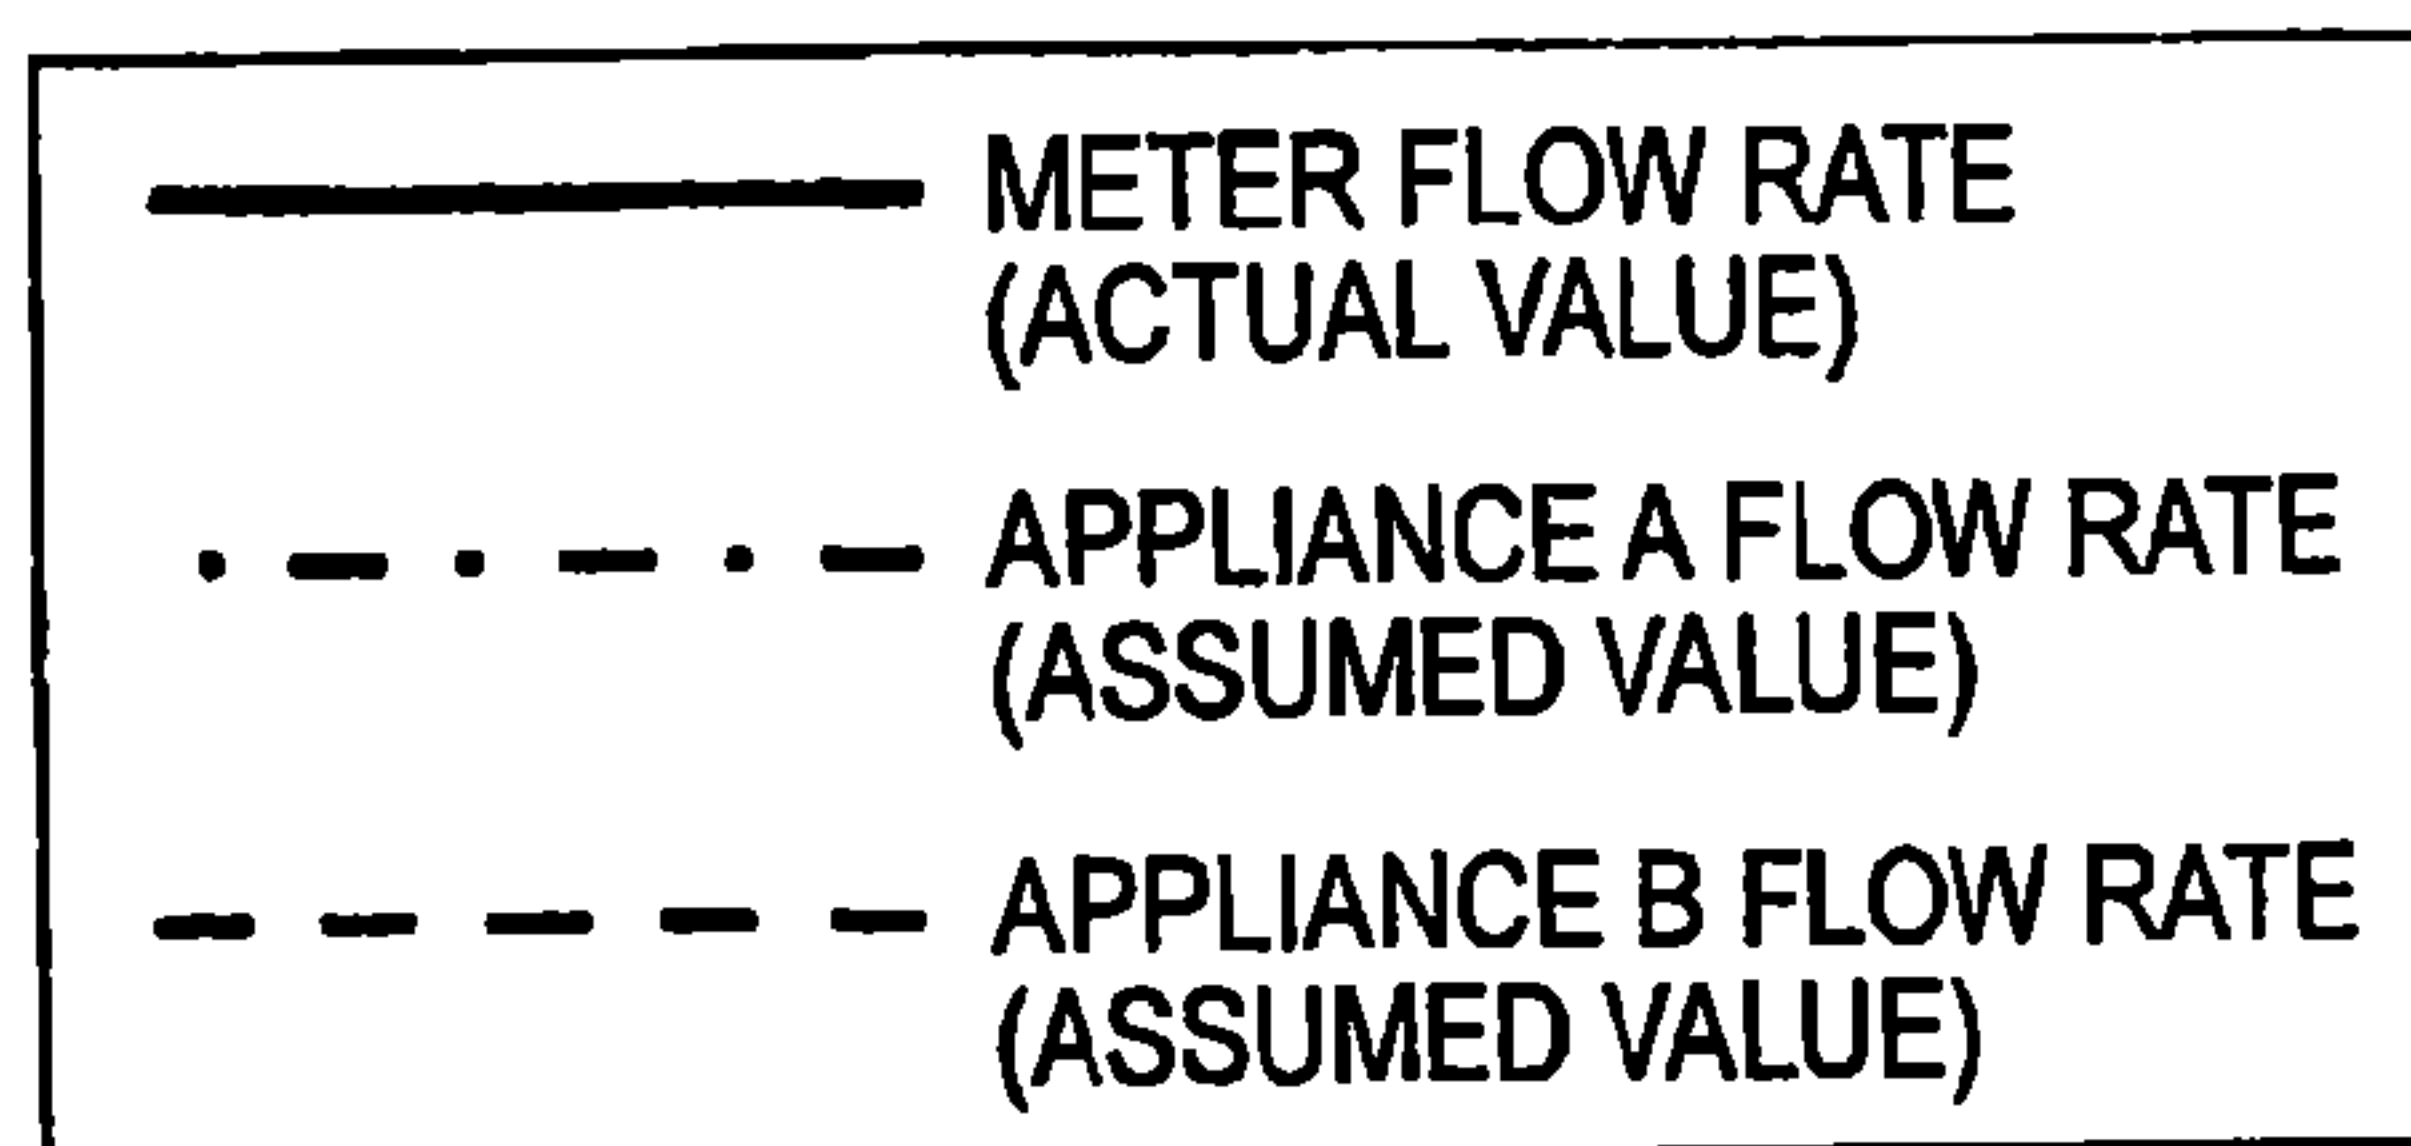 METER FLOW RATE
(ACTUAL VALUE)
APPLIANCE A FLOW RATE
(ASSUMED VALUE)
APPLIANCE B FLOW RATE
(ASSUMED VALUE)